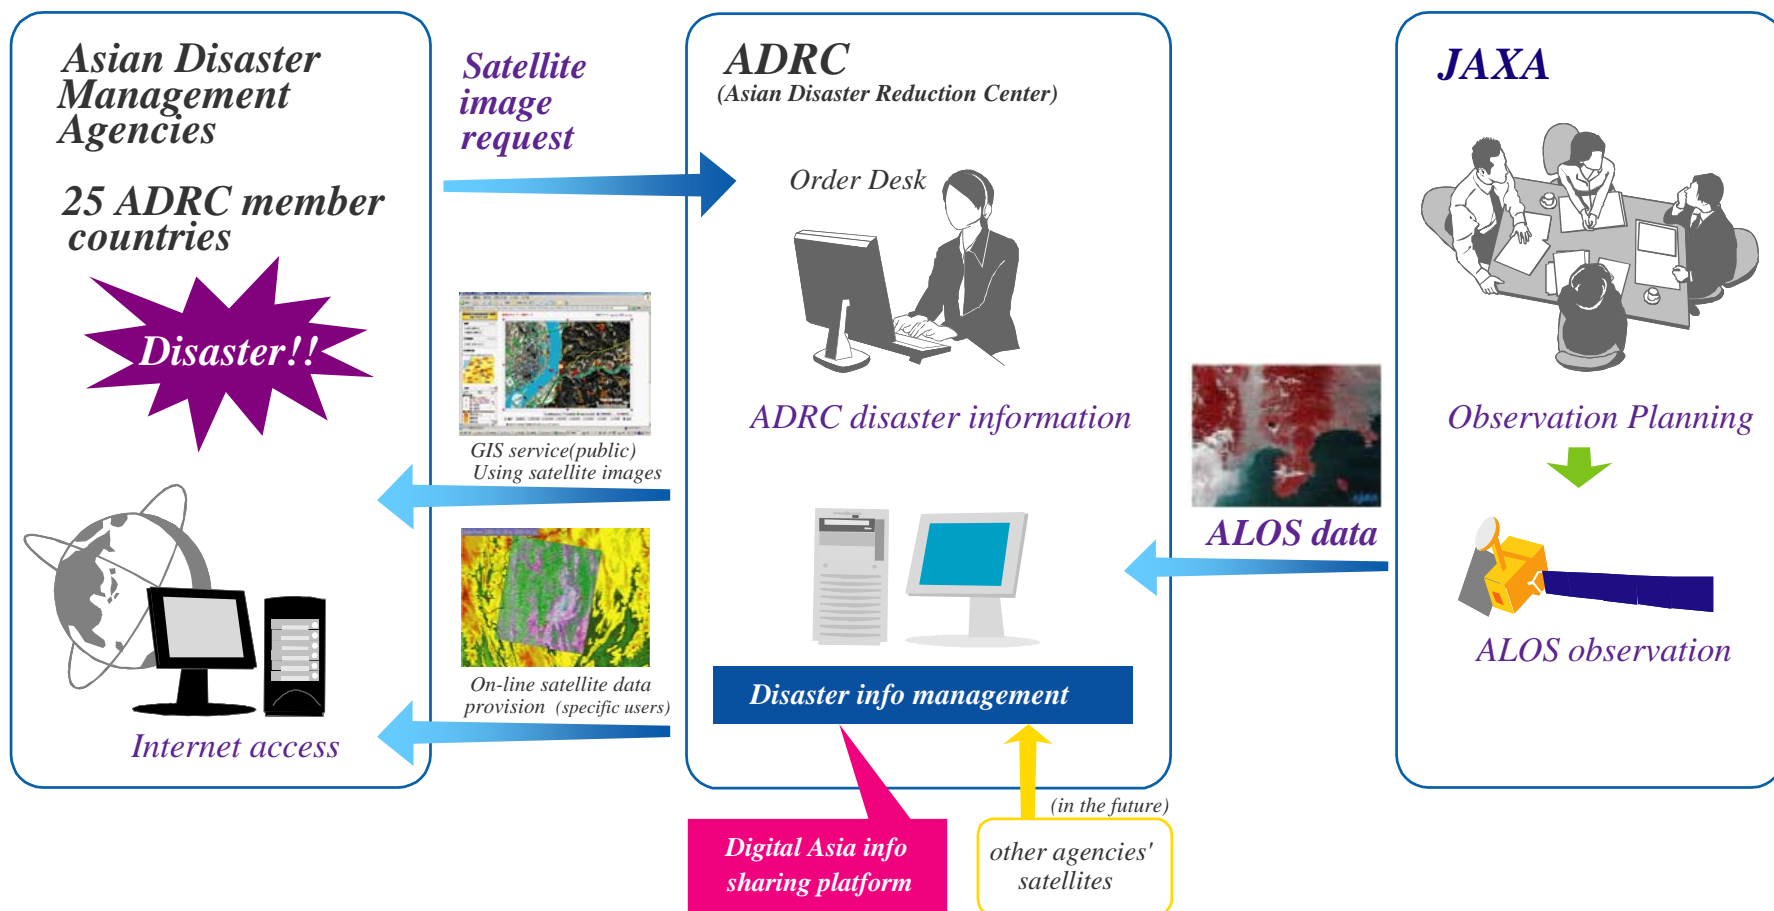 Asian Disaster
Management
Agencies
25 ADRC member
countries
Disaster!!
Internet access
Satellite
image
request
GIS service(public)
Using satellite images
On-line satellite data
provision (specific users)
ADRC
(Asian Disaster Reduction Center)
Order Desk
ADRC disaster information
Disaster info management
Digital Asia info
sharing platform
(in the future)
other agencies'
satellites
ALOS data
JAXA
Observation Planning
ALOS observation